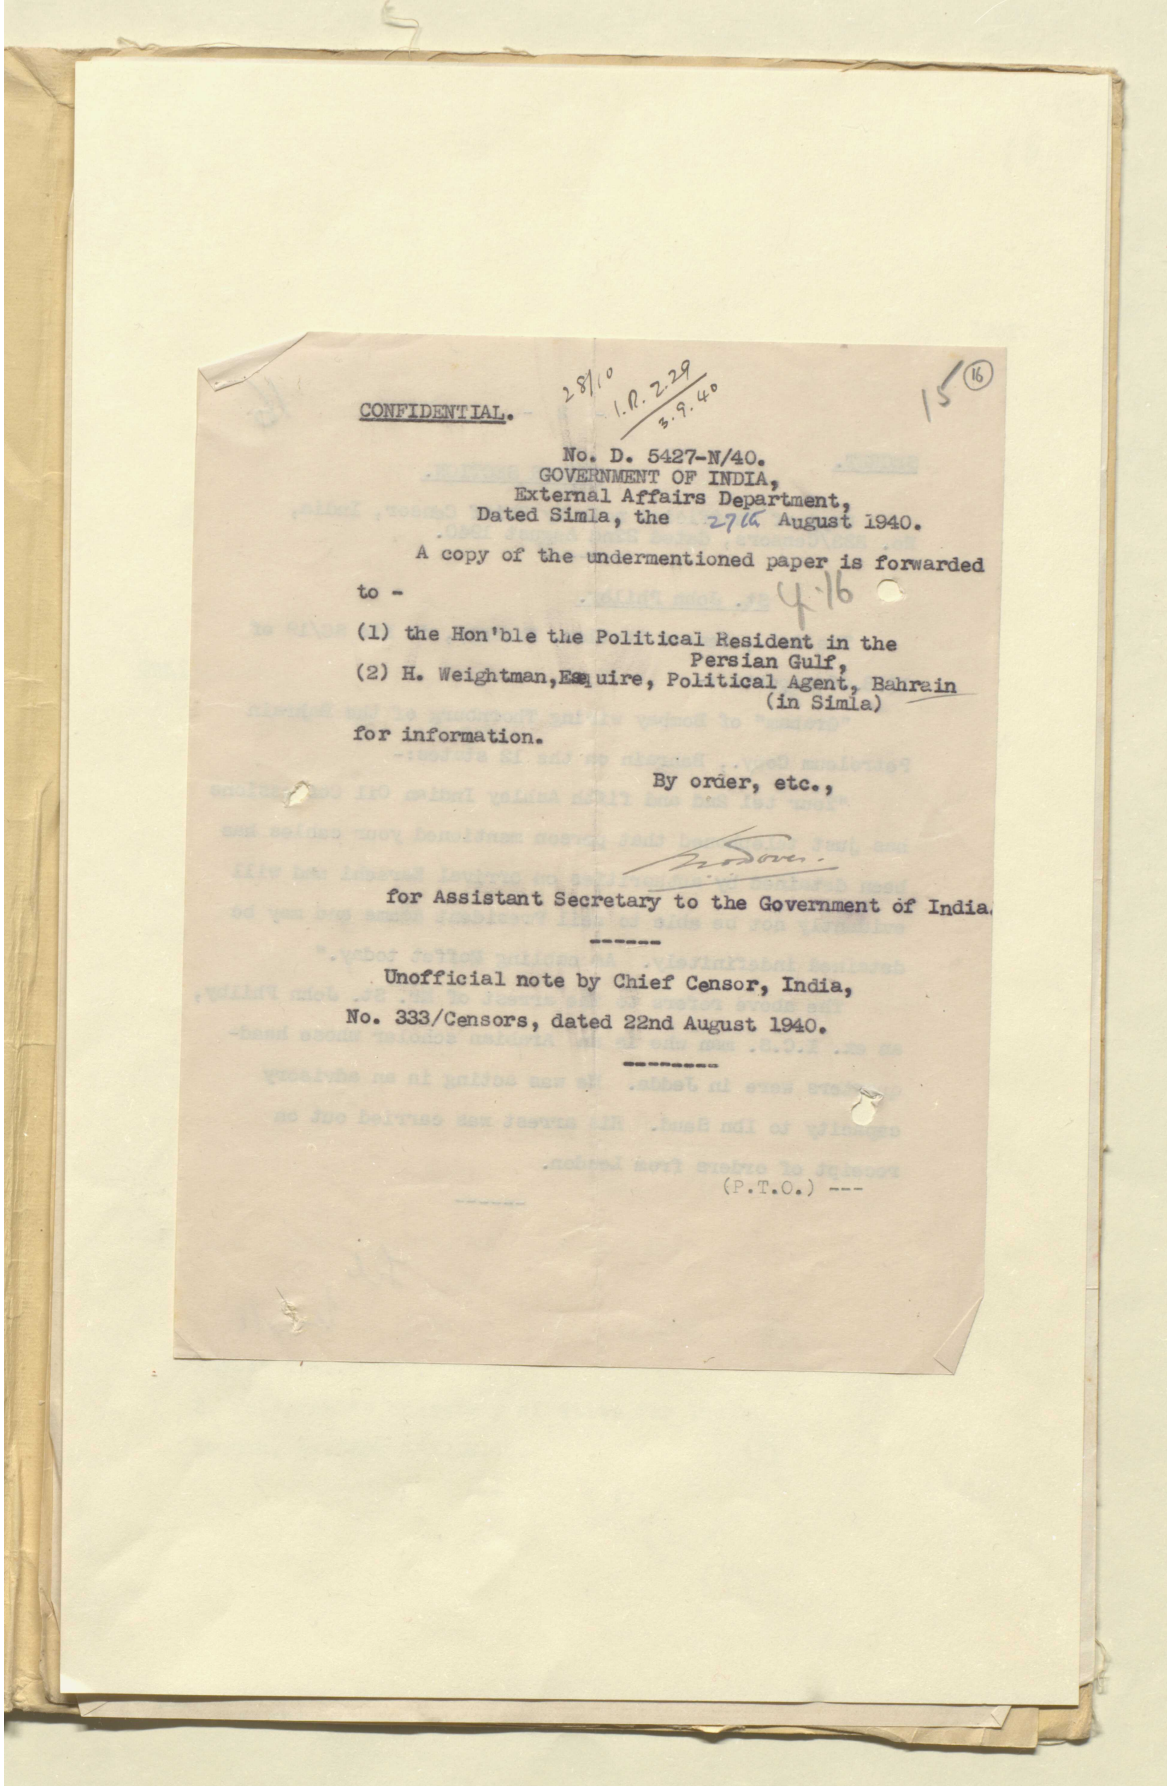 28/10
I.R. 2.29
3.9.40
15
16
CONFIDENTIAL.
No. D. 5427-N/40.
GOVERNMENT OF INDIA,
External Affairs Department,
Dated Simla, the 27th August 1940.
A copy of the undermentioned paper is forwarded
to -
4.16
(1) the Hon'ble the Political Resident in the
Persian Gulf,
(2) H. Weightman, Esquire, Political Agent, Bahrain
(in Simla)
for information.
By order, etc.,
for Assistant Secretary to the Government of India.
Unofficial note by Chief Censor, India,
No. 333/Censors, dated 22nd August 1940.
(P.T.O.) ---